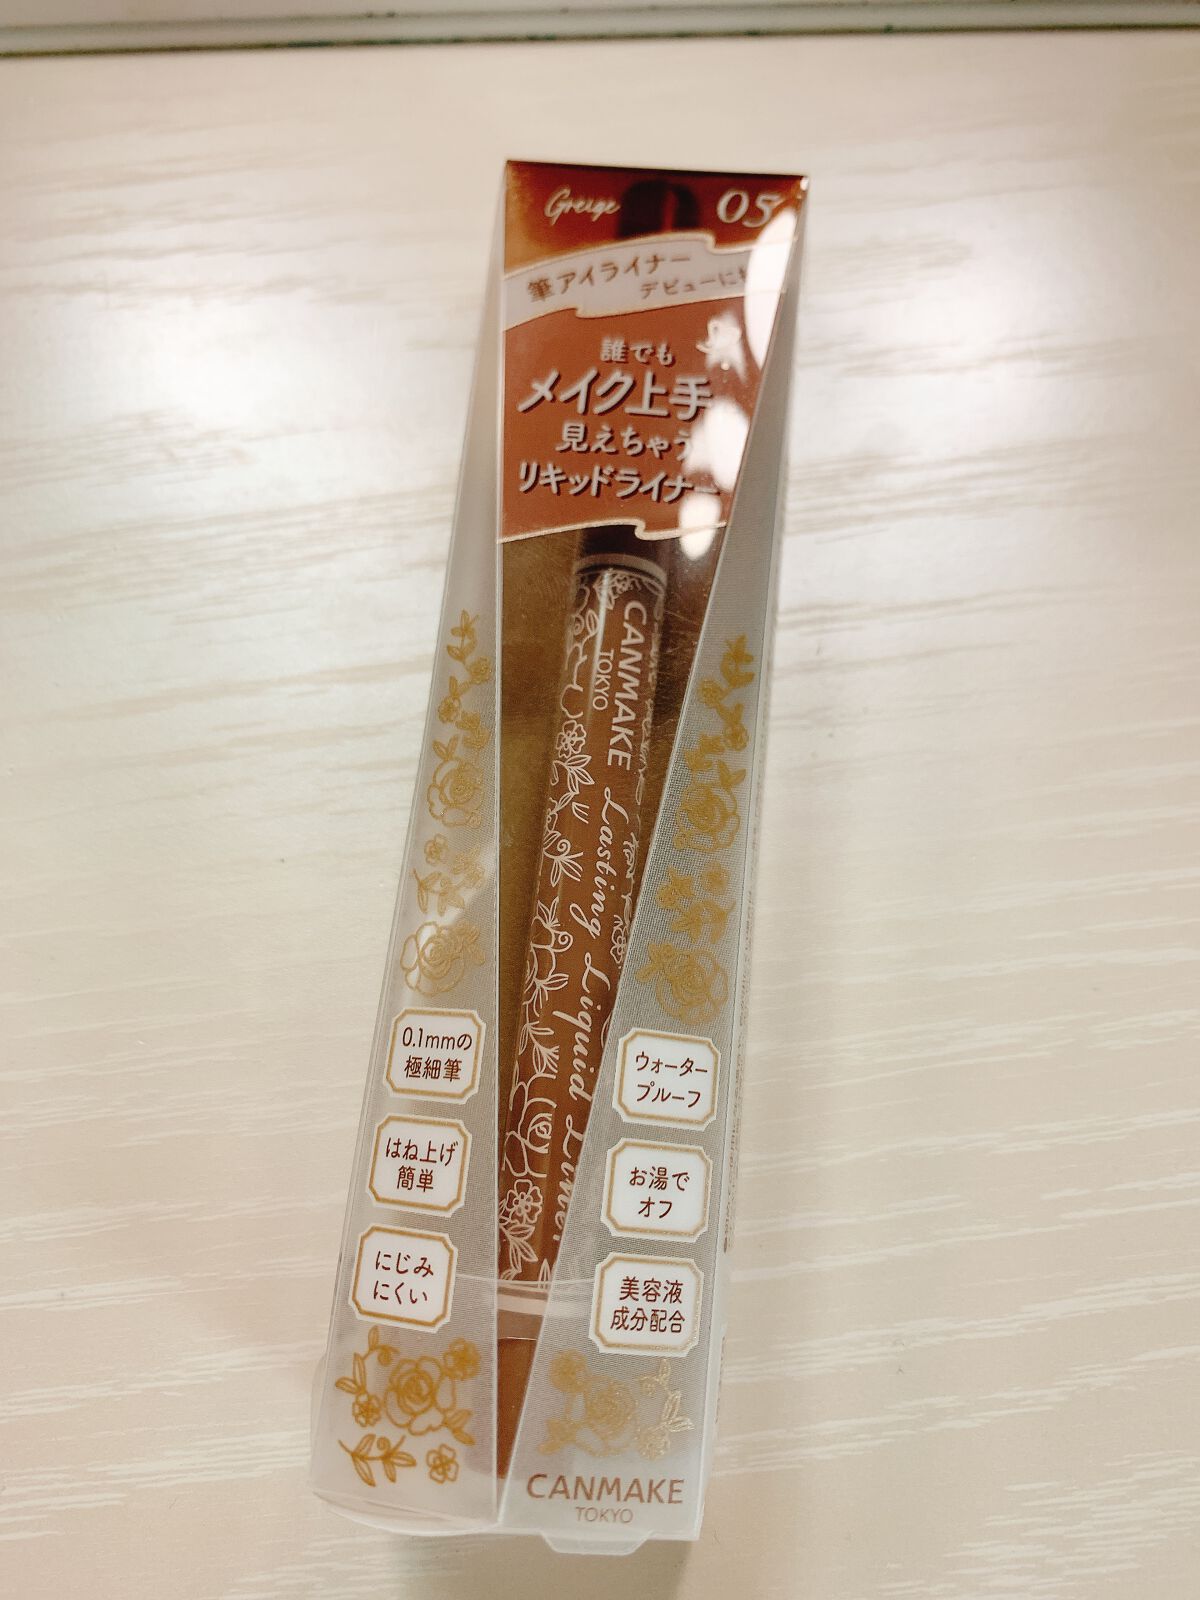 Greige
05
筆アイライナー
デビューに
誰でも
メイク上手
見えちゃう
リキッドライナー
CANMAKE
TOKYO
Lasting Liquid Liner
0.1mmの
極細筆
はね上げ
簡単
にじみ
にくい
ウォーター
プルーフ
お湯で
オフ
美容液
成分配合
CANMAKE
TOKYO